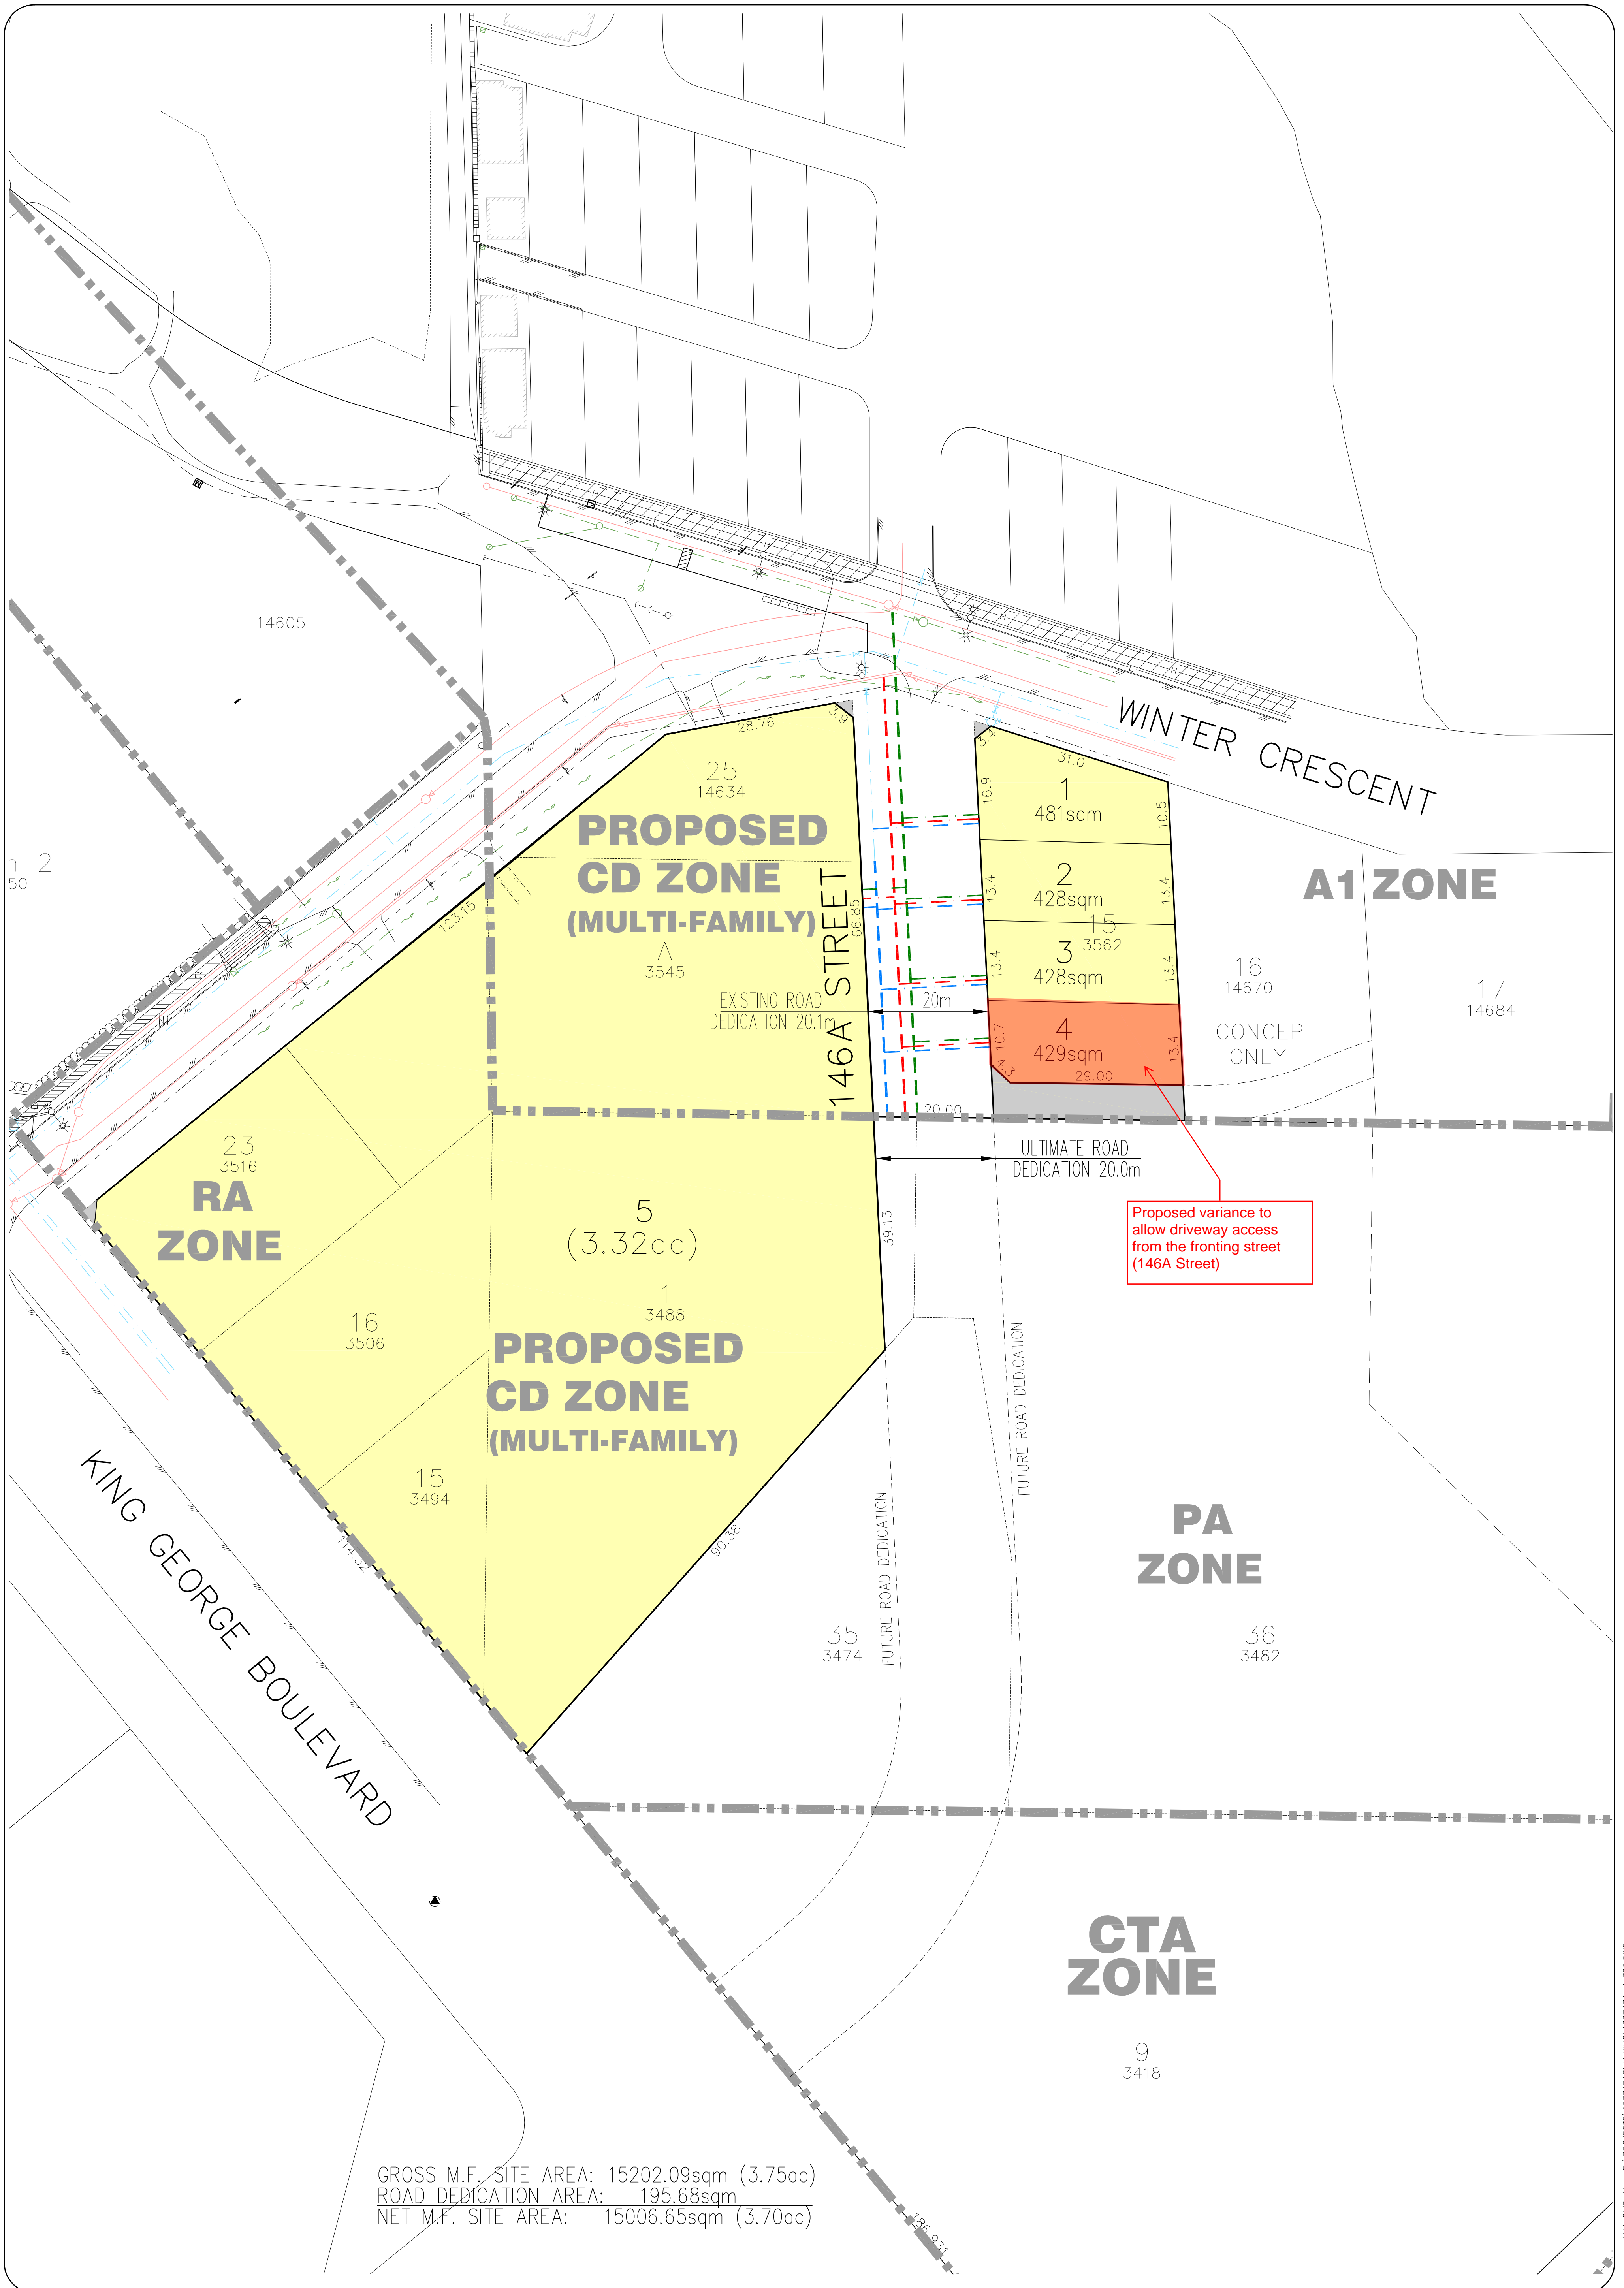 14605
WINTER CRESCENT
28.76
3.9
3.4
31.0
25
14634
PROPOSED
CD ZONE
(MULTI-FAMILY)
16.9
1
481sqm
10.5
2
50
123.15
66.85
146A STREET
A
3545
13.4
2
428sqm
13.4
15
3562
13.4
3
428sqm
13.4
A1 ZONE
16
14670
17
14684
EXISTING ROAD
DEDICATION 20.1m
20m
10.7
4
429sqm
13.4
4.3
29.00
CONCEPT
ONLY
20.00
23
3516
RA
ZONE
ULTIMATE ROAD
DEDICATION 20.0m
5
(3.32ac)
39.13
Proposed variance to
allow driveway access
from the fronting street
(146A Street)
1
3488
16
3506
PROPOSED
CD ZONE
(MULTI-FAMILY)
FUTURE ROAD DEDICATION
15
3494
KING GEORGE BOULEVARD
114.52
90.38
FUTURE ROAD DEDICATION
PA
ZONE
35
3474
36
3482
CTA
ZONE
9
3418
GROSS M.F. SITE AREA: 15202.09sqm (3.75ac)
ROAD DEDICATION AREA: 195.68sqm
NET M.F. SITE AREA: 15006.65sqm (3.70ac)
186.931